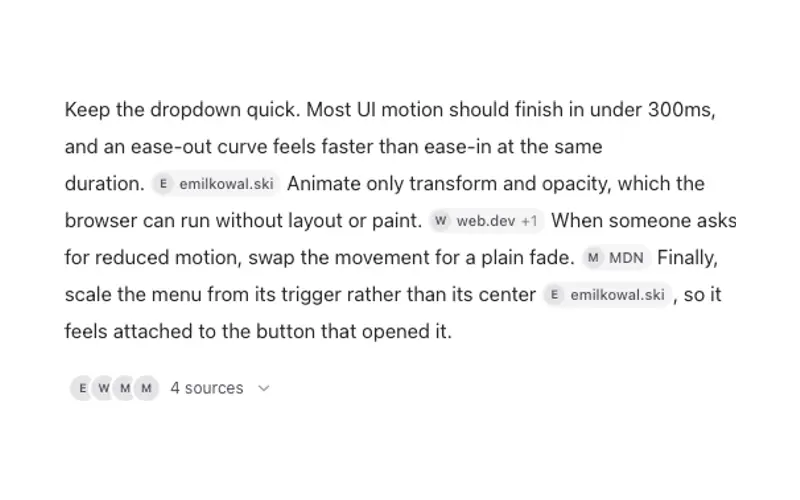 Keep the dropdown quick. Most UI motion should finish in under 300ms,
and an ease-out curve feels faster than ease-in at the same
duration. E emilkowal.ski Animate only transform and opacity, which the
browser can run without layout or paint. W web.dev +1 When someone asks
for reduced motion, swap the movement for a plain fade. M MDN Finally,
scale the menu from its trigger rather than its center E emilkowal.ski , so it
feels attached to the button that opened it.
E W M M 4 sources